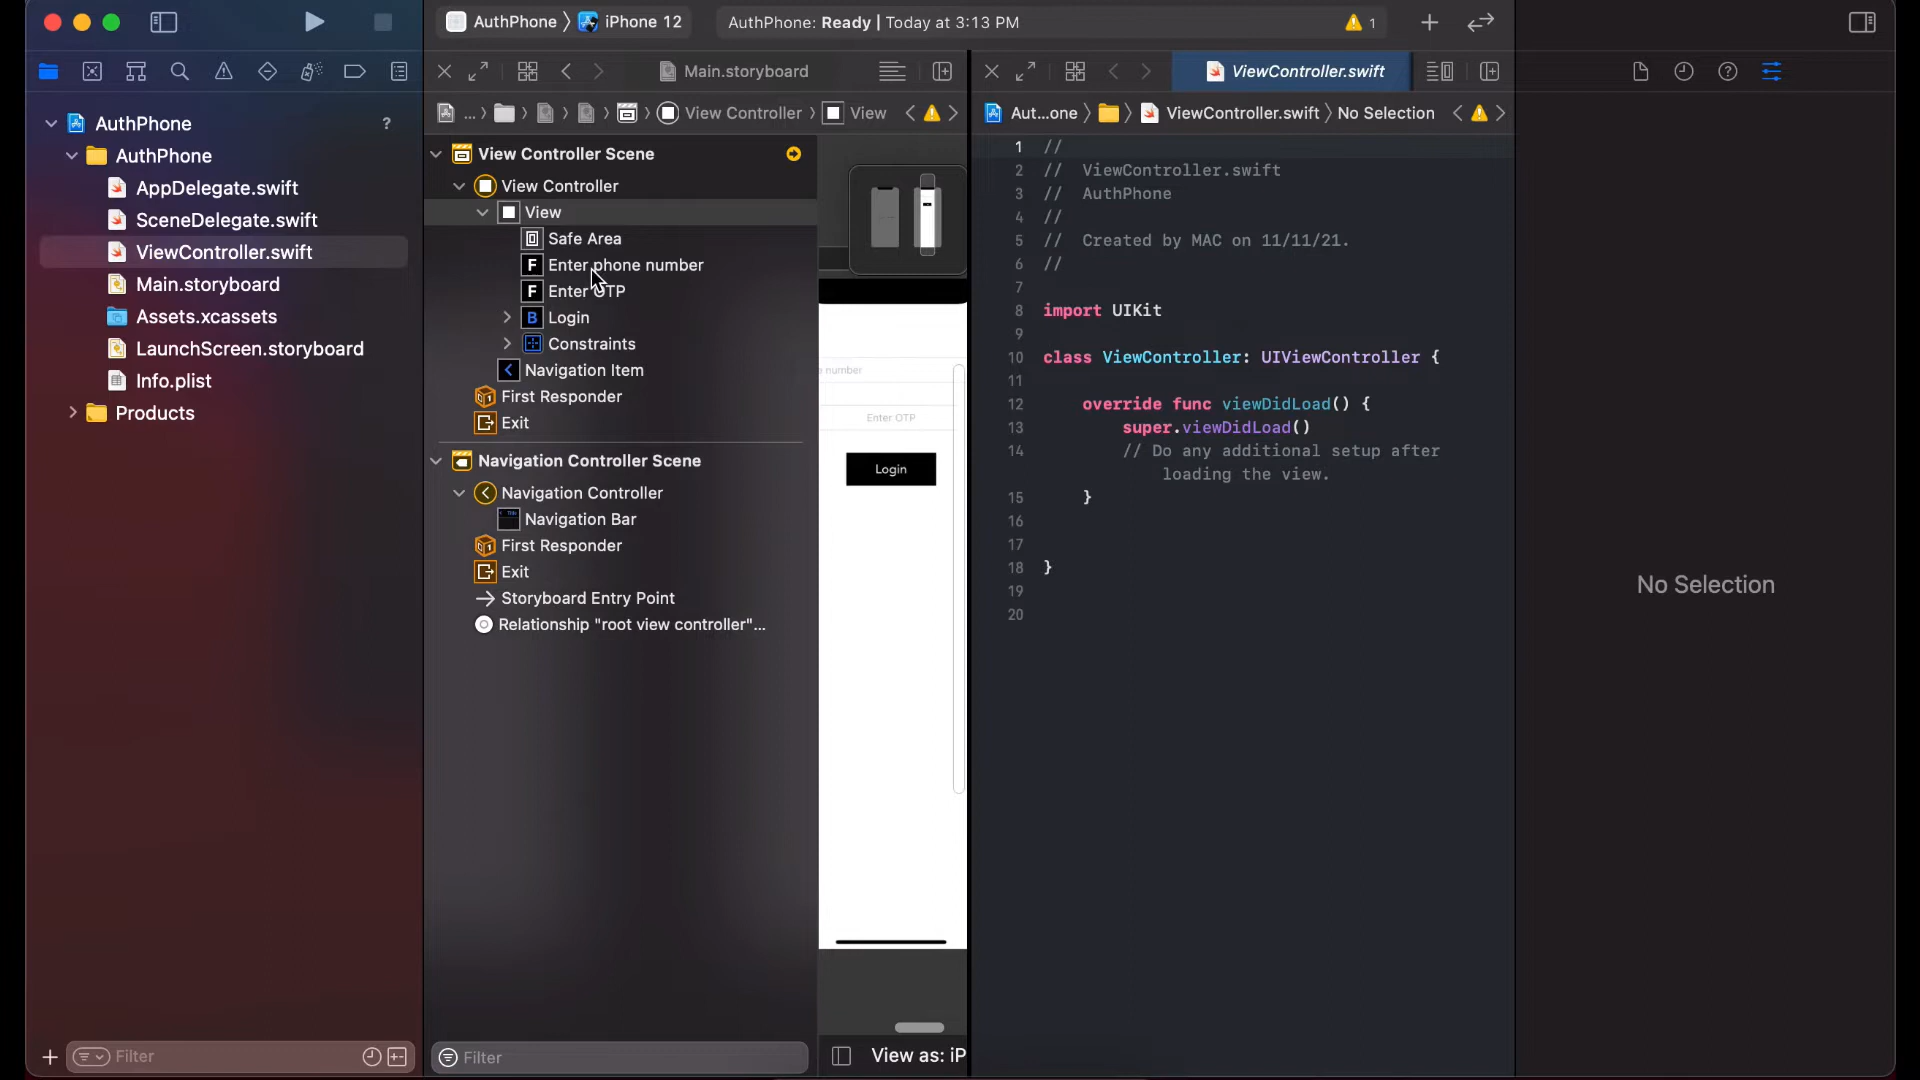 AuthPhone 〉 iPhone 12
AuthPhone: Ready | Today at 3:13 PM
1
Main.storyboard
ViewController.swift
... 〉 View Controller 〉 View
Aut...one 〉 ViewController.swift 〉 No Selection
AuthPhone
?
AuthPhone
AppDelegate.swift
SceneDelegate.swift
ViewController.swift
Main.storyboard
Assets.xcassets
LaunchScreen.storyboard
Info.plist
Products
Filter
View Controller Scene
View Controller
View
Safe Area
Enter phone number
Enter OTP
Login
Constraints
Navigation Item
First Responder
Exit
Navigation Controller Scene
Navigation Controller
Navigation Bar
First Responder
Exit
Storyboard Entry Point
Relationship "root view controller"...
Filter
number
Enter OTP
Login
View as: iP
1 //
2 // ViewController.swift
3 // AuthPhone
4 //
5 // Created by MAC on 11/11/21.
6 //
7
8 import UIKit
9
10 class ViewController: UIViewController {
11
12 override func viewDidLoad() {
13 super.viewDidLoad()
14 // Do any additional setup after
loading the view.
15 }
16
17
18 }
19
20
No Selection